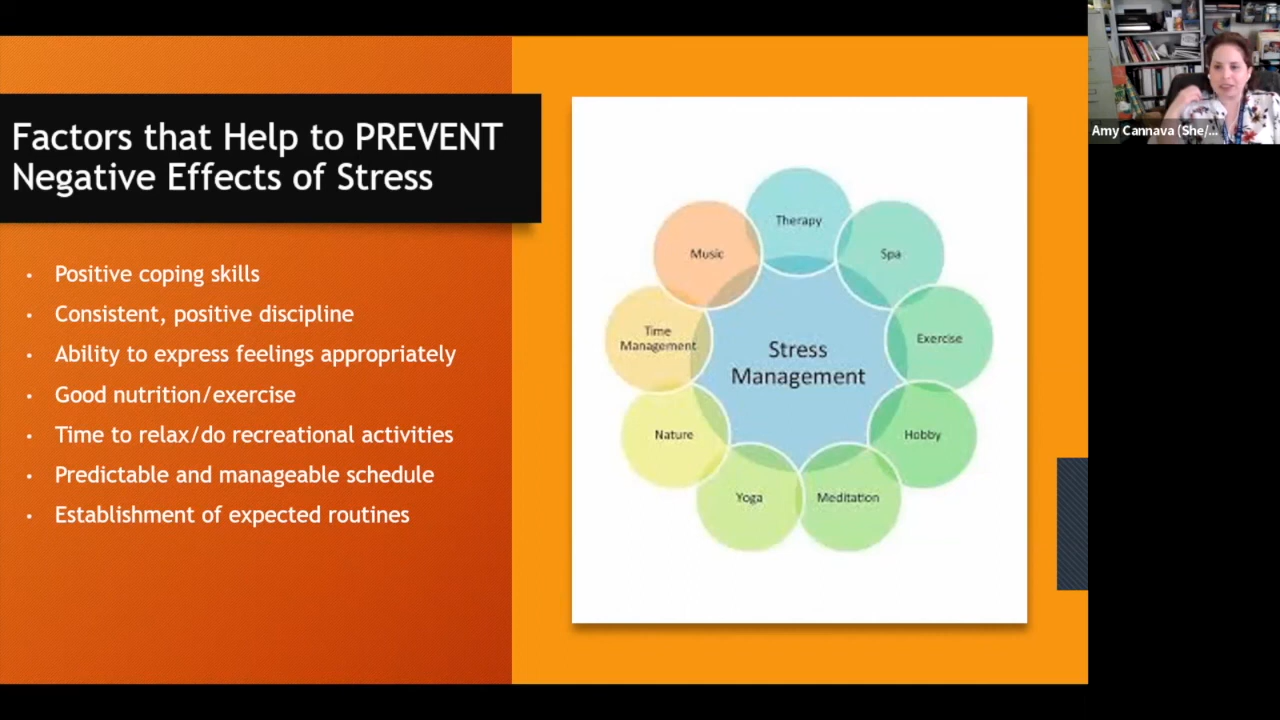 Factors that Help to PREVENT
Negative Effects of Stress
• Positive coping skills
• Consistent, positive discipline
• Ability to express feelings appropriately
• Good nutrition/exercise
• Time to relax/do recreational activities
• Predictable and manageable schedule
• Establishment of expected routines
Therapy
Music
Spa
Time
Management
Exercise
Stress
Management
Nature
Hobby
Yoga
Meditation
Amy Cannava (She/...